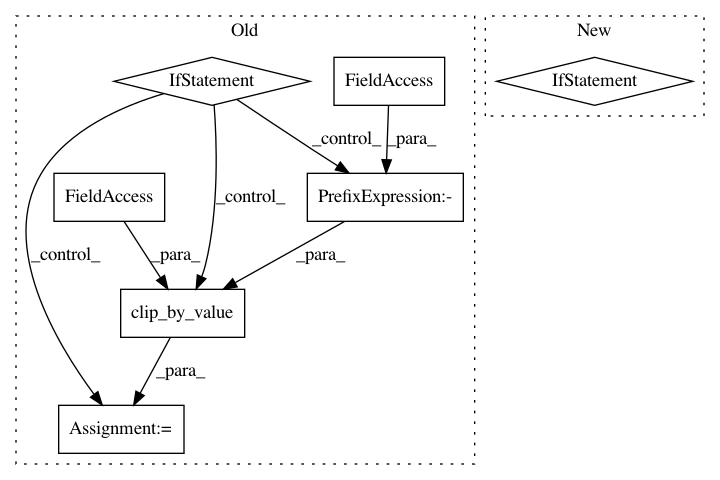 Old
New
IfStatement
FieldAccess
IfStatement
_control_
_para_
FieldAccess
PrefixExpression:-
_control_
_control_
_para_
_para_
clip_by_value
_para_
Assignment:=